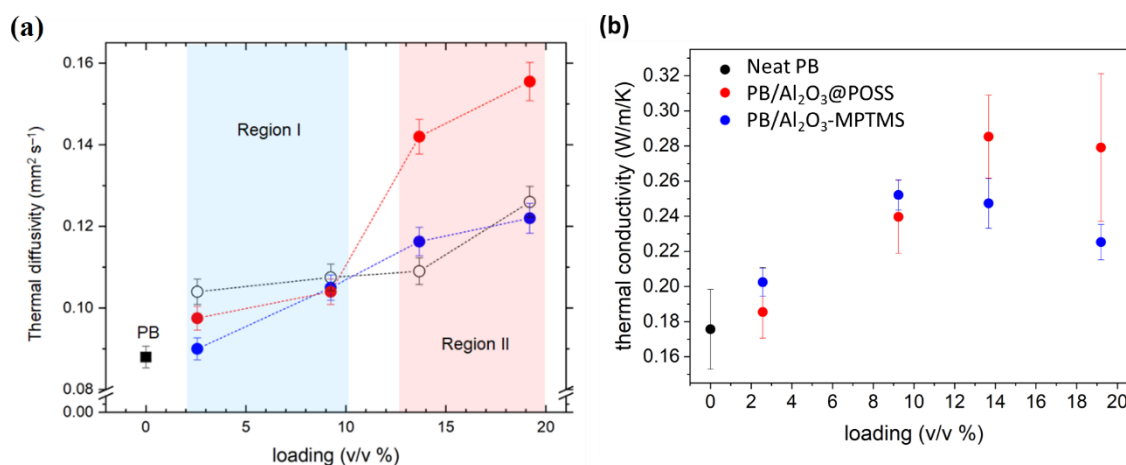 (a)
Thermal diffusivity (mm² s⁻¹)
0.16
0.14
0.12
0.10
0.08
0.00
Region I
Region II
PB
0
5
10
15
20
loading (v/v %)
(b)
thermal conductivity (W/m/K)
0.32
0.30
0.28
0.26
0.24
0.22
0.20
0.18
0.16
Neat PB
PB/Al₂O₃@POSS
PB/Al₂O₃-MPTMS
0 2 4 6 8 10 12 14 16 18 20
loading (v/v %)